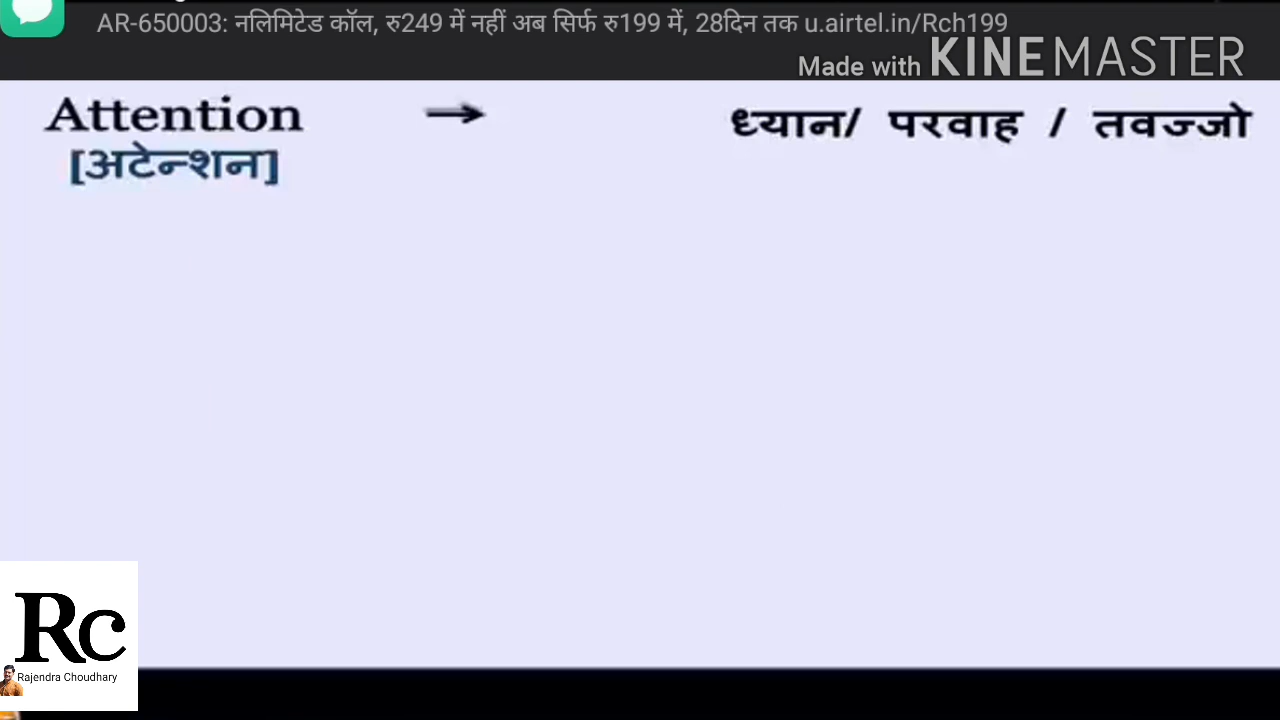 AR-650003: नलिमिटेड कॉल, रु249 में नहीं अब सिर्फ रु199 में, 28दिन तक u.airtel.in/Rch199
Made with KINEMASTER
Attention → ध्यान/ परवाह / तवज्जो
[अटेन्शन]
Rc
Rajendra Choudhary